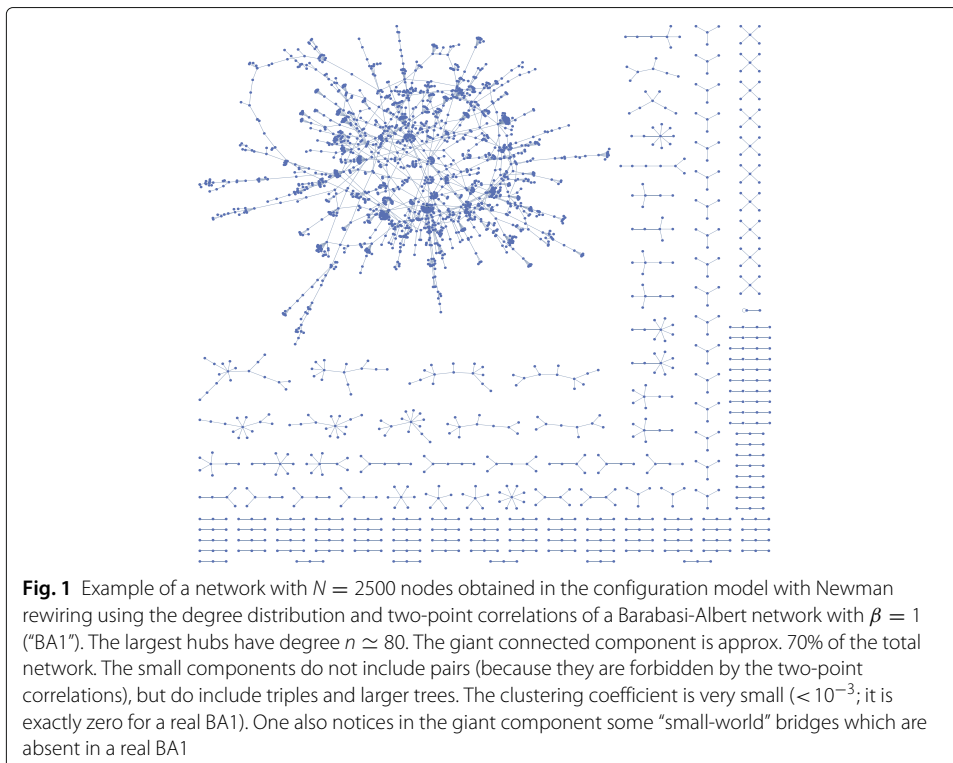 Fig. 1 Example of a network with N = 2500 nodes obtained in the configuration model with Newman
rewiring using the degree distribution and two-point correlations of a Barabasi-Albert network with β = 1
(“BA1”). The largest hubs have degree n ≃ 80. The giant connected component is approx. 70% of the total
network. The small components do not include pairs (because they are forbidden by the two-point
correlations), but do include triples and larger trees. The clustering coefficient is very small (< 10⁻³; it is
exactly zero for a real BA1). One also notices in the giant component some “small-world” bridges which are
absent in a real BA1